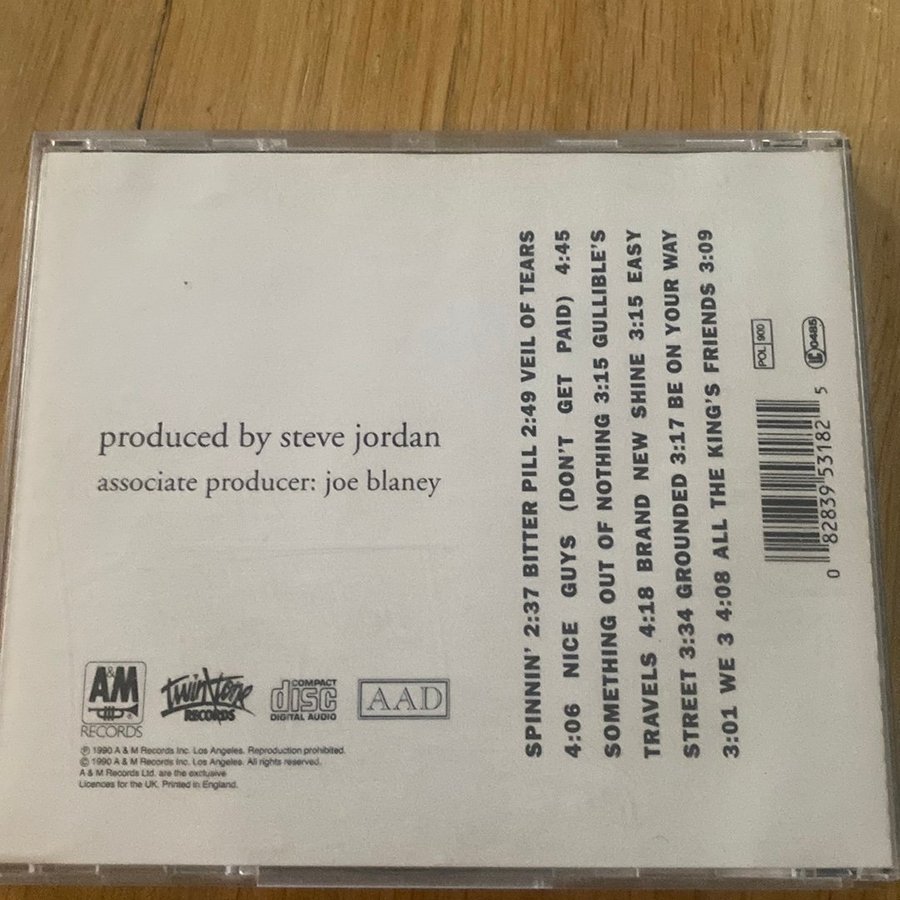 produced by steve jordan
associate producer: joe blaney
A&M
RECORDS
Twin/Tone
RECORDS
COMPACT
disc
DIGITAL AUDIO
AAD
℗ 1990 A & M Records Inc. Los Angeles. Reproduction prohibited.
© 1990 A & M Records Inc. Los Angeles. All rights reserved.
A & M Records Ltd. are the exclusive
Licences for the UK. Printed in England.
SPINNIN' 2:37 BITTER PILL 2:49 VEIL OF TEARS
4:06 NICE GUYS (DON'T GET PAID) 4:45
SOMETHING OUT OF NOTHING 3:15 GULLIBLE'S
TRAVELS 4:18 BRAND NEW SHINE 3:15 EASY
STREET 3:34 GROUNDED 3:17 BE ON YOUR WAY
3:01 WE 3 4:08 ALL THE KING'S FRIENDS 3:09
POL 900
LC 0485
0 82839 53182 5